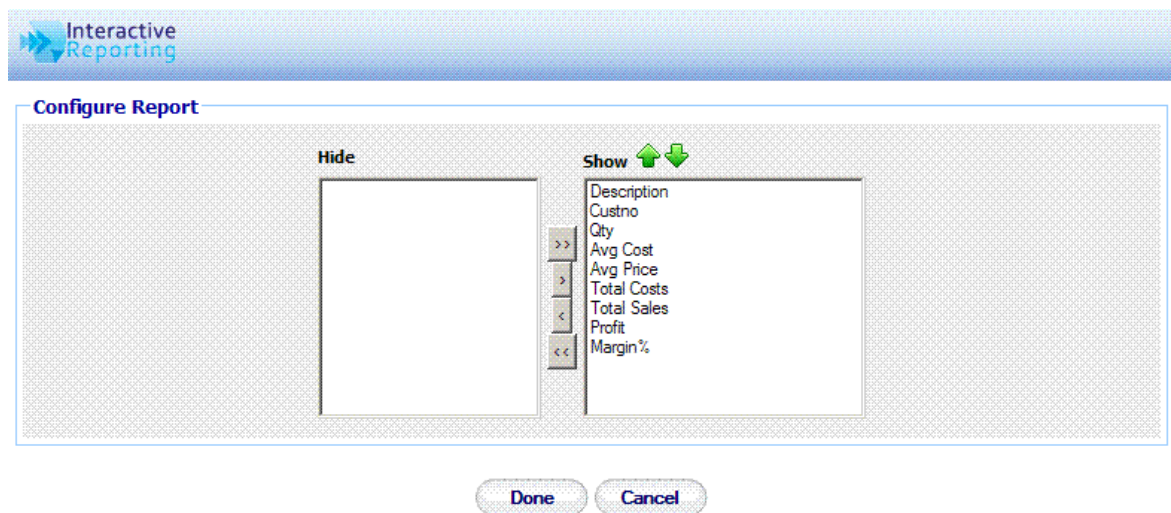 Interactive
Reporting
Configure Report
Hide
Show
Description
Custno
Qty
Avg Cost
Avg Price
Total Costs
Total Sales
Profit
Margin%
>>
>
<
<<
Done
Cancel